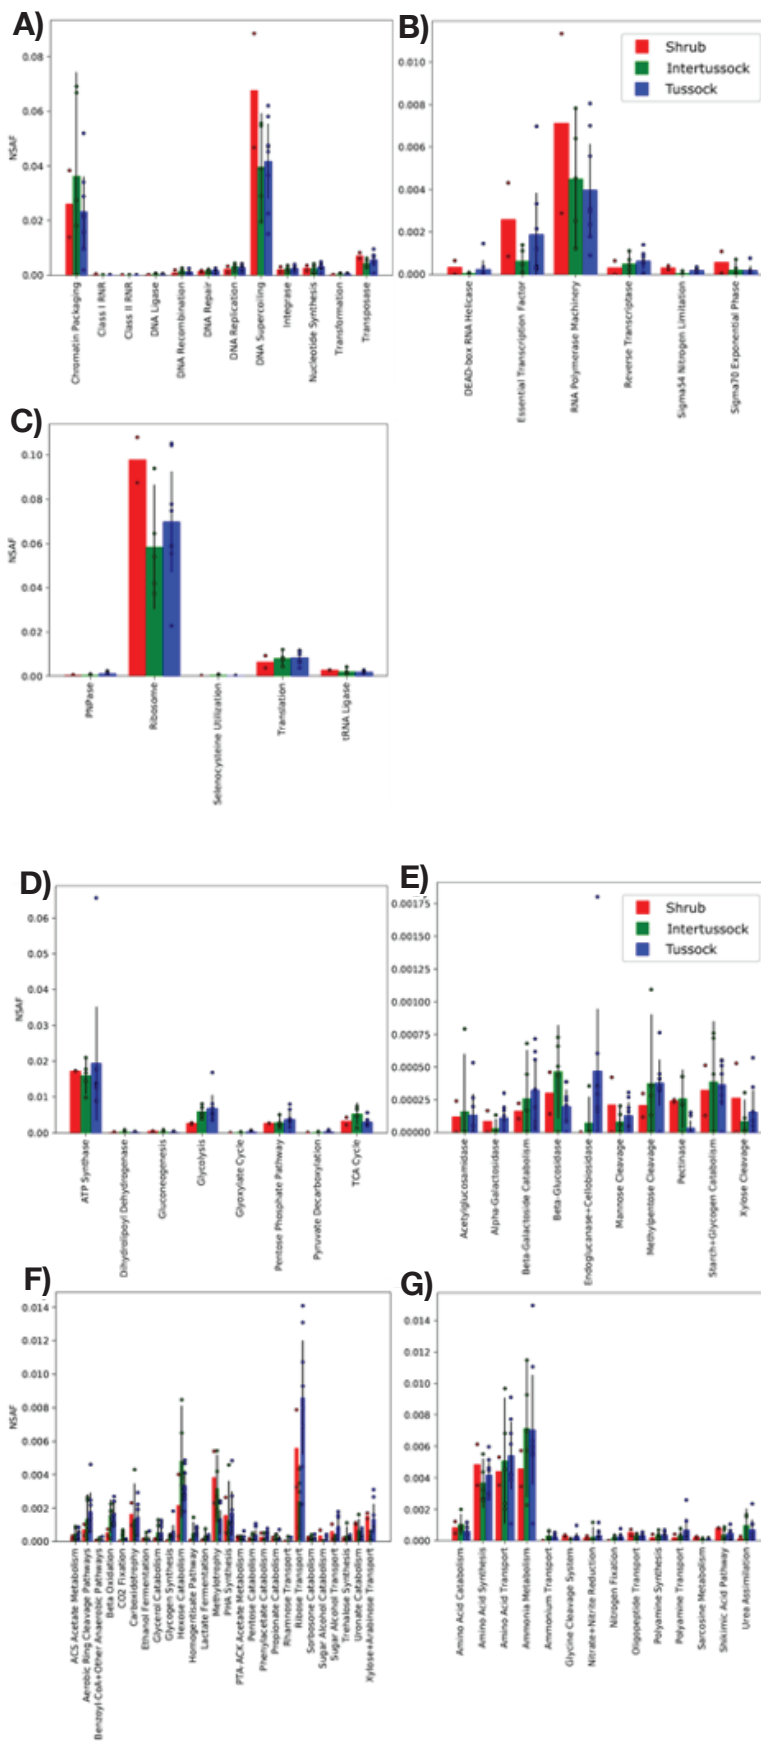 A)
NSAF
0.08
0.06
0.04
0.02
0.00
Chromatin Packaging
Class I RNR
Class II RNR
DNA Ligase
DNA Recombination
DNA Repair
DNA Replication
DNA Supercoiling
Integrase
Nucleotide Synthesis
Transformation
Transposase
B)
Shrub
Intertussock
Tussock
0.010
0.008
0.006
0.004
0.002
0.000
DEAD-box RNA Helicase
Essential Transcription Factor
RNA Polymerase Machinery
Reverse Transcriptase
Sigma54 Nitrogen Limitation
Sigma70 Exponential Phase
C)
NSAF
0.10
0.08
0.06
0.04
0.02
0.00
PNPase
Ribosome
Selenocysteine Utilization
Translation
tRNA Ligase
D)
NSAF
0.06
0.05
0.04
0.03
0.02
0.01
0.00
ATP Synthase
Dihydrolipoyl Dehydrogenase
Gluconeogenesis
Glycolysis
Glyoxylate Cycle
Pentose Phosphate Pathway
Pyruvate Decarboxylation
TCA Cycle
E)
Shrub
Intertussock
Tussock
0.00175
0.00150
0.00125
0.00100
0.00075
0.00050
0.00025
0.00000
Acetylglucosamidase
Alpha-Galactosidase
Beta-Galactoside Catabolism
Beta-Glucosidase
Endoglucanase+Cellobiosidase
Mannose Cleavage
Methylpentose Cleavage
Pectinase
Starch+Glycogen Catabolism
Xylose Cleavage
F)
NSAF
0.014
0.012
0.010
0.008
0.006
0.004
0.002
0.000
ACS Acetate Metabolism
Aerobic Ring Cleavage Pathways
Benzoyl-CoA+Other Anaerobic Pathways
Beta Oxidation
CO2 Fixation
Carboxidotrophy
Ethanol Fermentation
Glycerol Catabolism
Glycogen Synthesis
Hexose Catabolism
Homogentisate Pathway
Lactate Fermentation
Methylotrophy
PHA Synthesis
PTA-ACK Acetate Metabolism
Pentose Catabolism
Phenylacetate Catabolism
Propionate Catabolism
Rhamnose Transport
Ribose Transport
Sorbosone Catabolism
Sugar Alcohol Catabolism
Sugar Alcohol Transport
Trehalose Synthesis
Uronate Catabolism
Xylose+Arabinose Transport
G)
0.014
0.012
0.010
0.008
0.006
0.004
0.002
0.000
Amino Acid Catabolism
Amino Acid Synthesis
Amino Acid Transport
Ammonia Metabolism
Ammonium Transport
Glycine Cleavage System
Nitrate+Nitrite Reduction
Nitrogen Fixation
Oligopeptide Transport
Polyamine Synthesis
Polyamine Transport
Sarcosine Metabolism
Shikimic Acid Pathway
Urea Assimilation